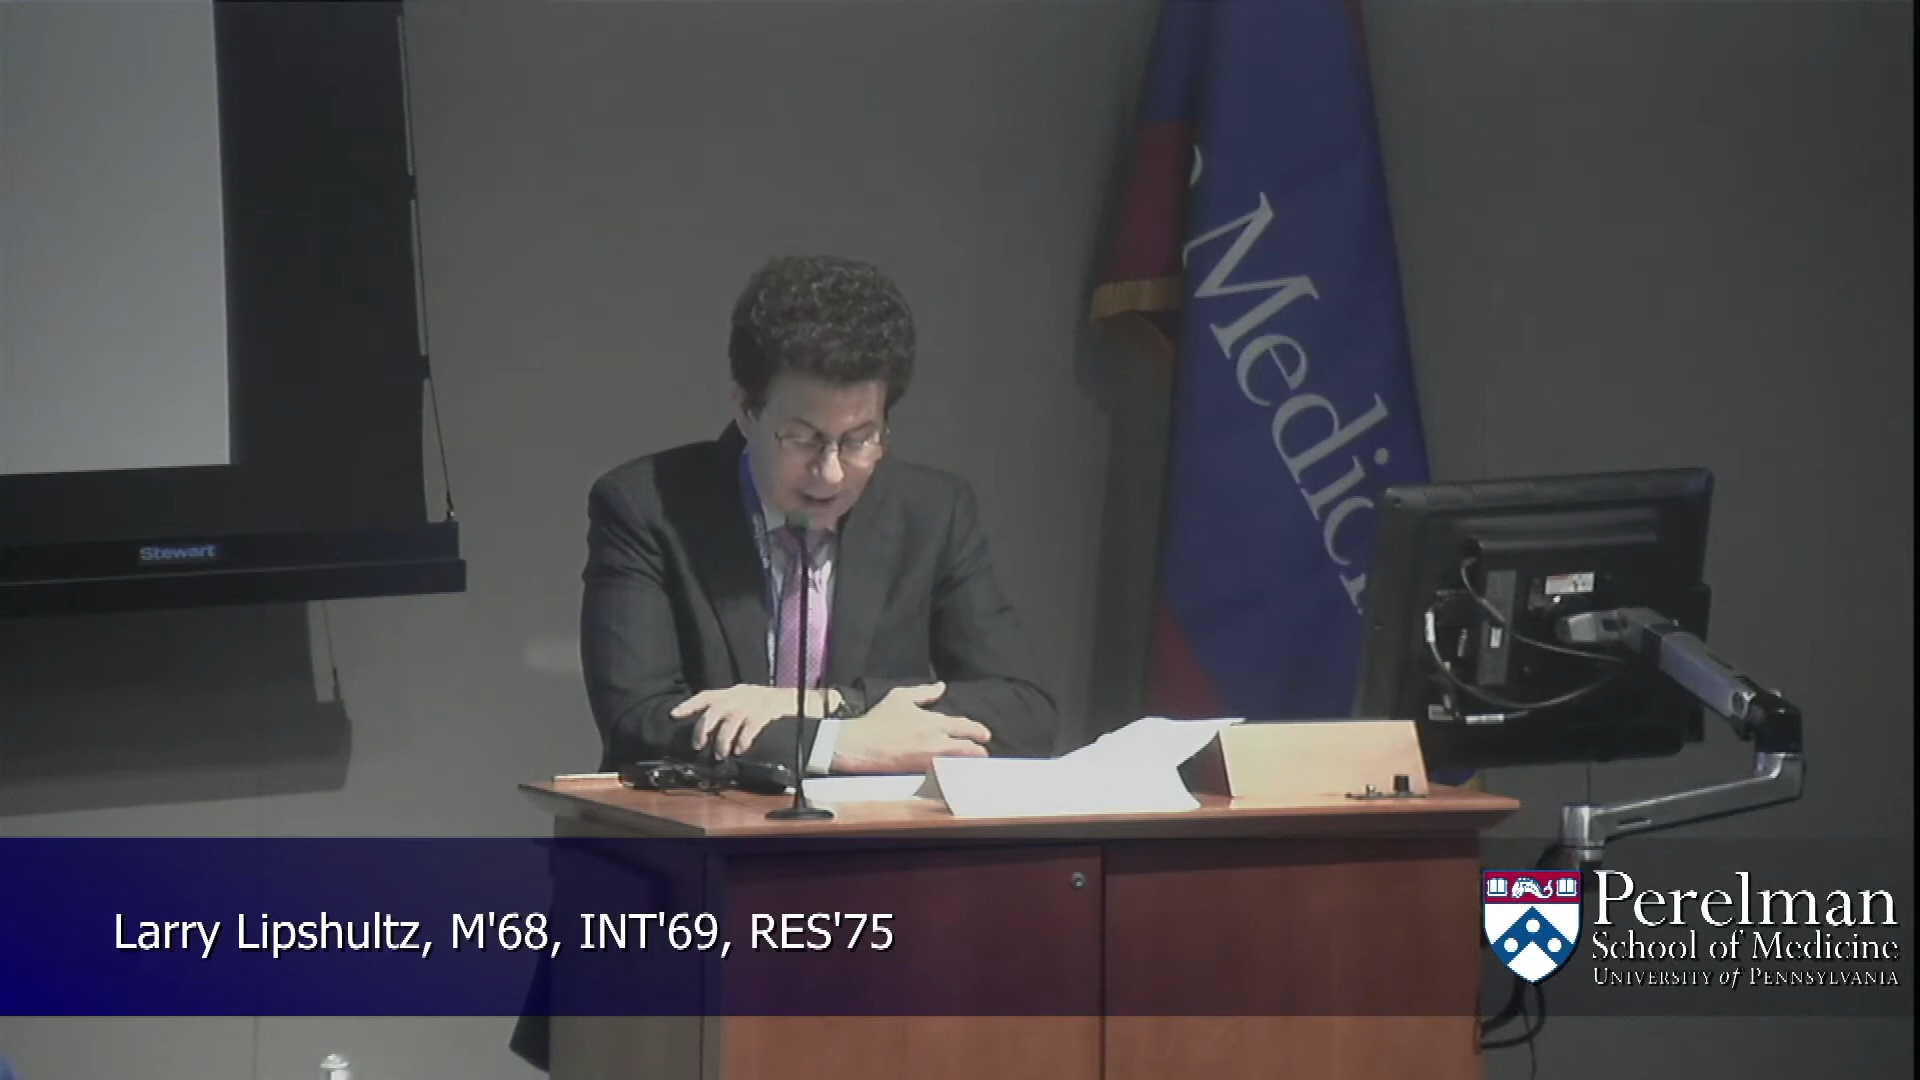 Medic
Stewart
Larry Lipshultz, M'68, INT'69, RES'75
Perelman
School of Medicine
University of Pennsylvania